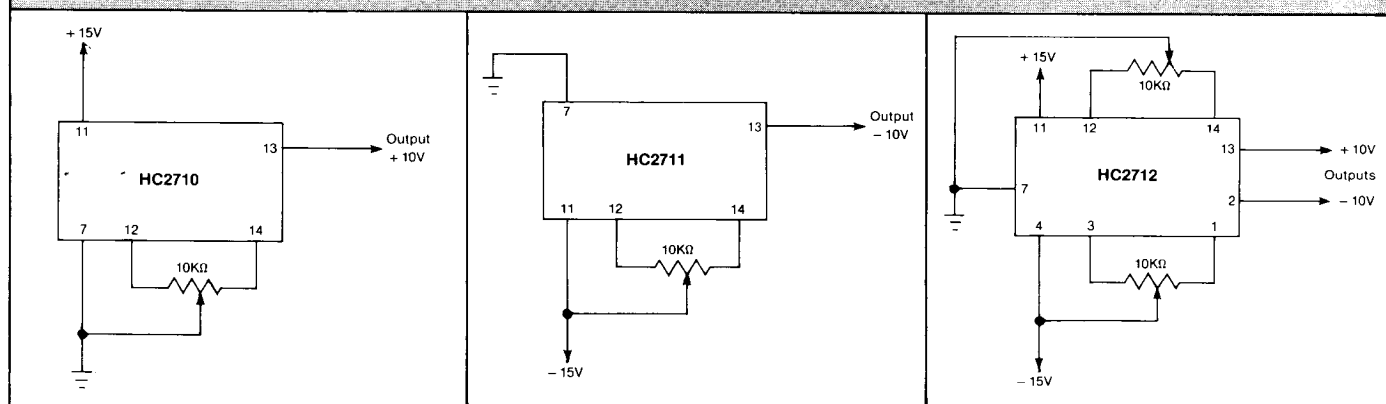 + 15V
11
13
Output
+ 10V
HC2710
7
12
14
10KΩ
7
13
Output
- 10V
HC2711
11
12
14
10KΩ
- 15V
+ 15V
10KΩ
11
12
14
13
+ 10V
HC2712
Outputs
7
2
- 10V
4
3
1
10KΩ
- 15V